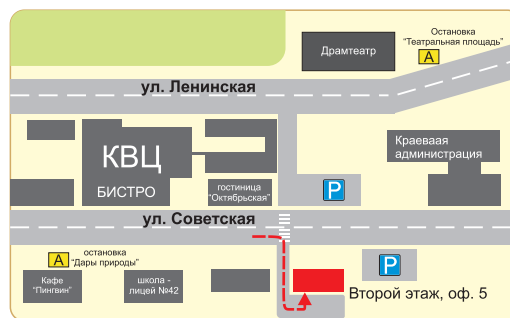 Остановка
"Театральная площадь"
А
Драмтеатр
ул. Ленинская
КВЦ
БИСТРО
Краеваая
администрация
гостиница
"Октябрьская"
P
ул. Советская
остановка
А
"Дары природы"
P
Кафе
"Пингвин"
школа -
лицей №42
Второй этаж, оф. 5